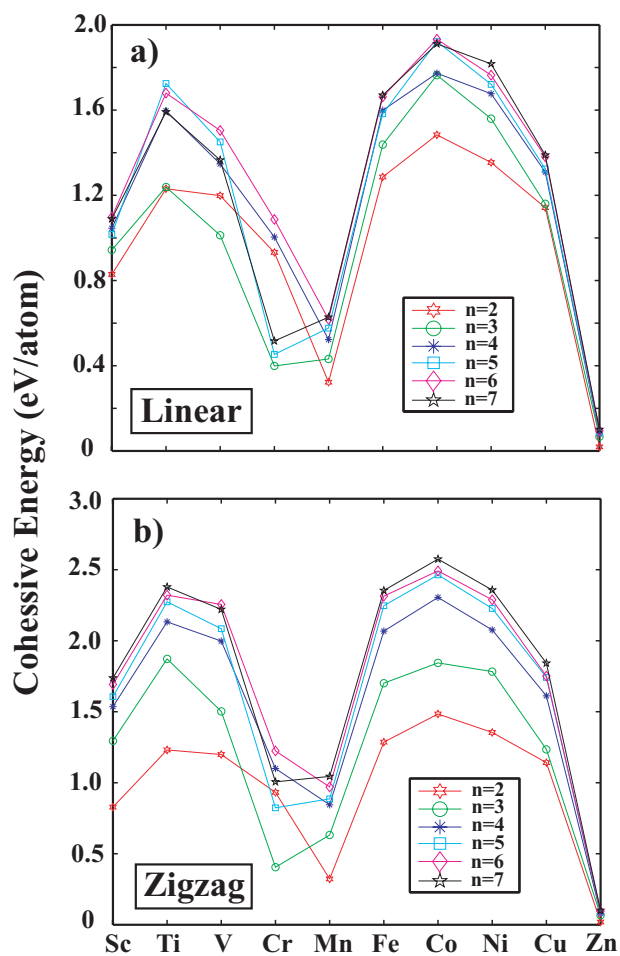 Cohessive Energy (eV/atom)
a)
2.0
1.6
1.2
0.8
0.4
0
n=2
n=3
n=4
n=5
n=6
n=7
Linear
b)
3.0
2.5
2.0
1.5
1.0
0.5
0
n=2
n=3
n=4
n=5
n=6
n=7
Zigzag
Sc Ti V Cr Mn Fe Co Ni Cu Zn